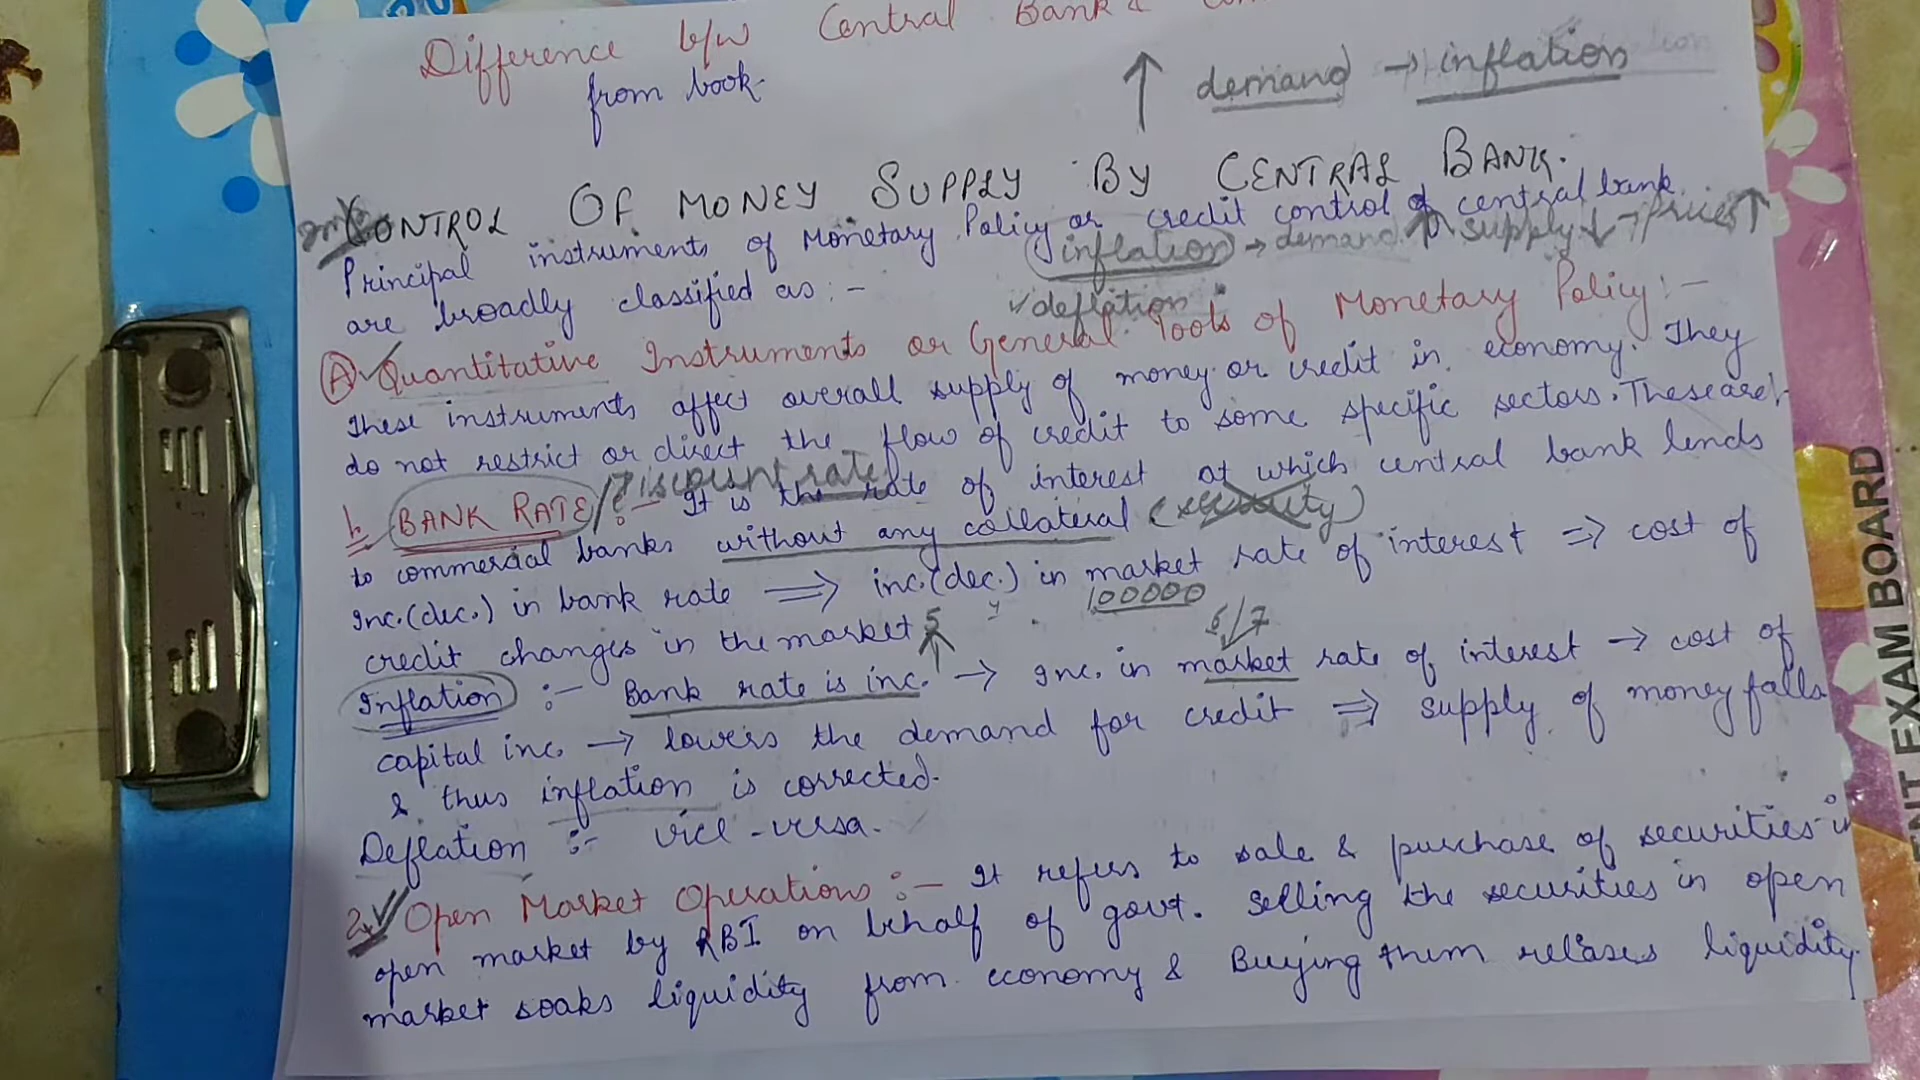 Difference b/w Central Bank &
from book
↑ demand → inflation
CONTROL OF MONEY SUPPLY BY CENTRAL BANK.
Principal instruments of Monetary Policy or credit control of central bank
inflation → demand ↑ supply ↓ → prices ↑
are broadly classified as :-
✓ deflation
(A) Quantitative Instruments or General Tools of Monetary Policy :-
These instruments affect overall supply of money or credit in economy. They
do not restrict or direct the flow of credit to some specific sectors. These are
1. BANK RATE / Discount rate :- It is the rate of interest at which central bank lends
to commercial banks without any collateral (security)
Inc.(dec.) in bank rate ⇒ inc.(dec.) in market rate of interest ⇒ cost of
100000
credit changes in the market 5
6/7
Inflation :- Bank rate is inc. → Inc. in market rate of interest → cost of
capital inc. → lowers the demand for credit ⇒ supply of money falls
& thus inflation is corrected.
Deflation :- vice-versa.
2. Open Market Operations :- It refers to sale & purchase of securities in
open market by RBI on behalf of govt. Selling the securities in open
market soaks liquidity from economy & Buying them relases liquidity.
ENT EXAM BOARD